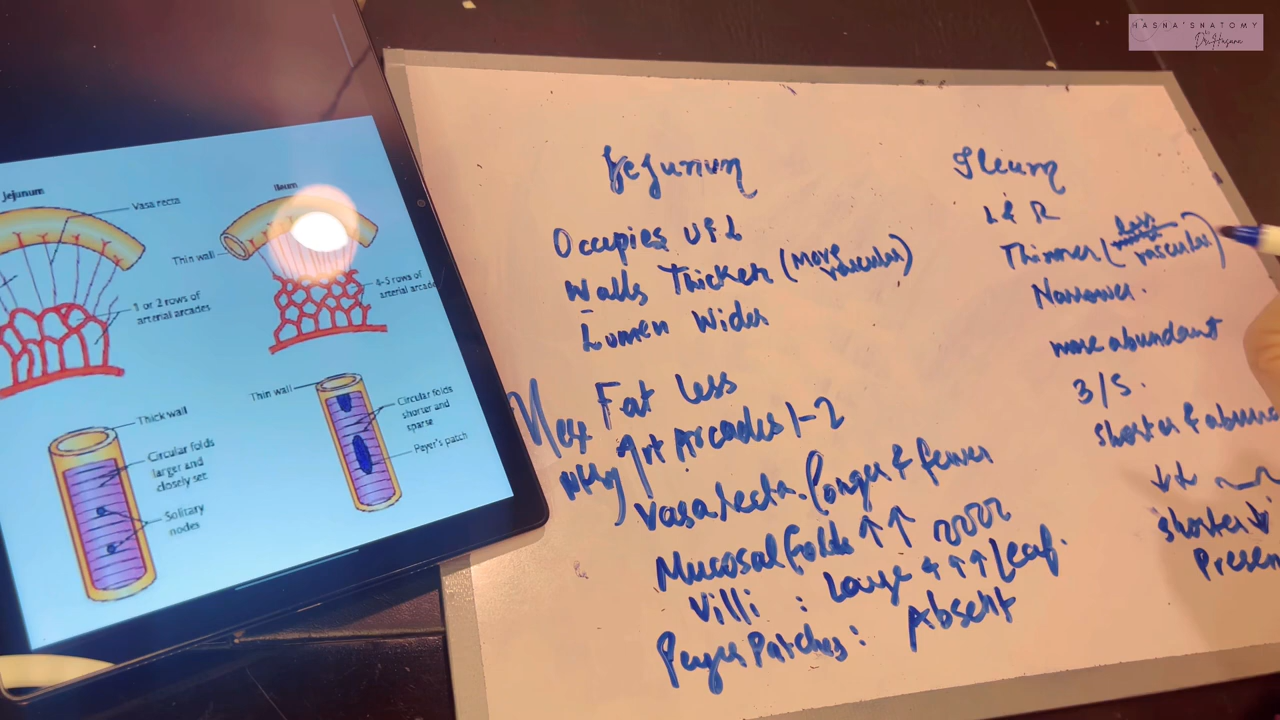 HASNA'SNATOMY
Dr.Hasna
Jejunum
Vasa recta
1 or 2 rows of
arterial arcades
Ileum
Thin wall
4-5 rows of
arterial arcade
Thick wall
Circular folds
larger and
closely set
Solitary
nodes
Thin wall
Circular folds
shorter and
sparse
Peyer's patch
Jejunum
Occupies U & L
Walls Thicker (more vascular)
Lumen Wider
Fat less
Art Arcades 1-2
Vasa recta. longer & fewer
Mucosal folds ↑↑
Villi : Large & ↑↑ Leaf.
Peyer Patches : Absent
Ileum
L & R
Thinner (less vascular)
Narrower.
more abundant
3/5.
shorter &
shorter ↓